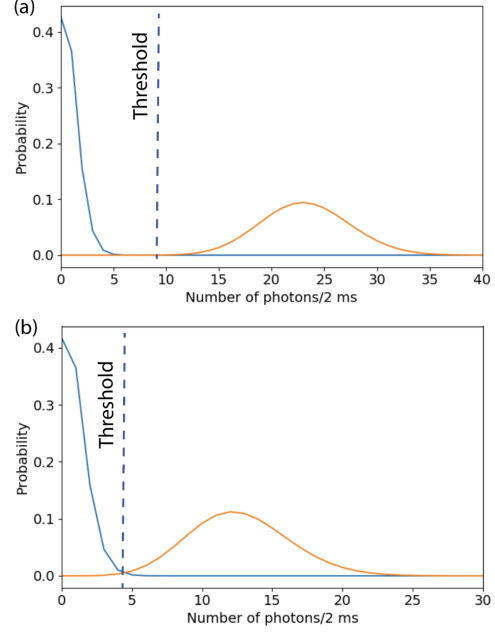 (a)
0.4
0.3
0.2
0.1
0.0
Probability
Threshold
0 5 10 15 20 25 30 35 40
Number of photons/2 ms
(b)
0.4
0.3
0.2
0.1
0.0
Probability
Threshold
0 5 10 15 20 25 30
Number of photons/2 ms